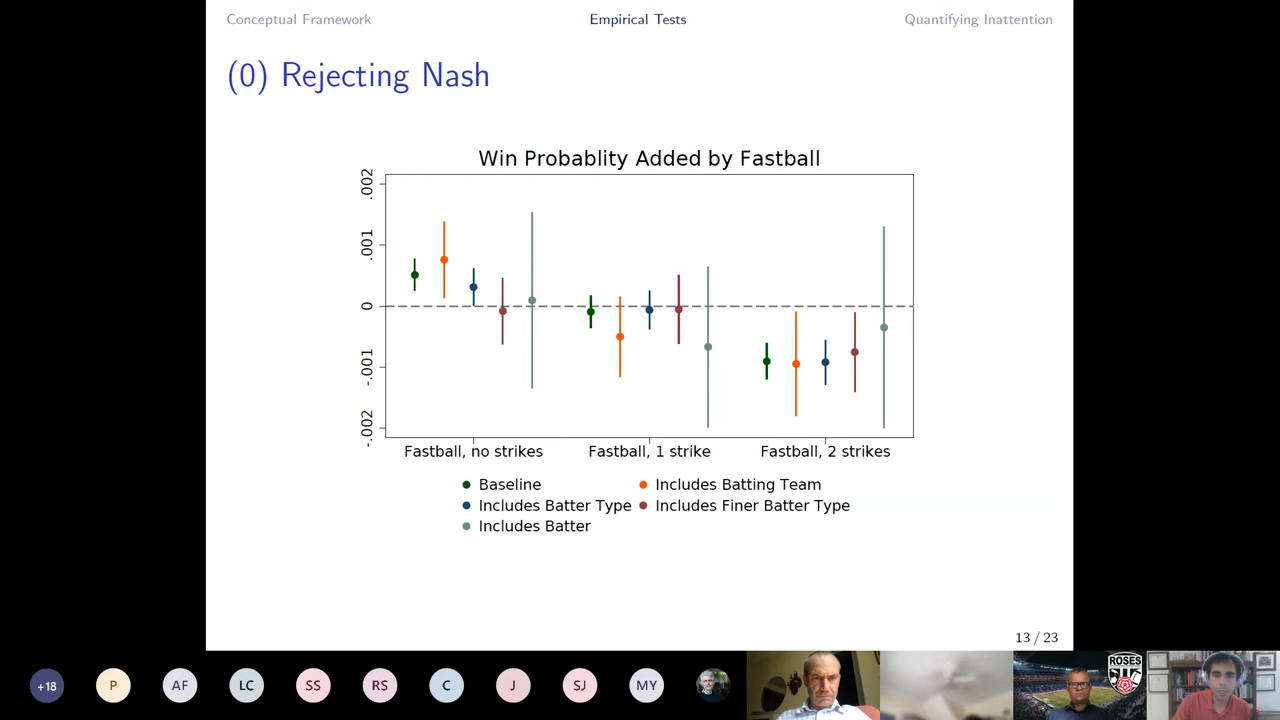 Conceptual Framework Empirical Tests Quantifying Inattention
(0) Rejecting Nash
Win Probablity Added by Fastball
.002
.001
0
-.001
-.002
Fastball, no strikes Fastball, 1 strike Fastball, 2 strikes
Baseline Includes Batting Team
Includes Batter Type Includes Finer Batter Type
Includes Batter
13 / 23
+18 P AF LC SS RS C J SJ MY
ROSES